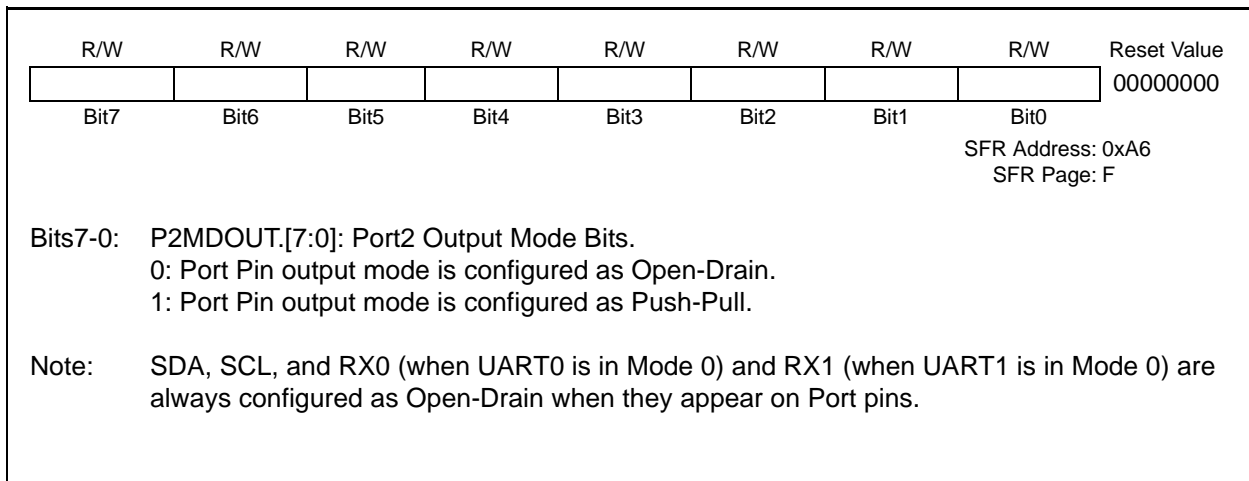 R/W R/W R/W R/W R/W R/W R/W R/W Reset Value
00000000
Bit7 Bit6 Bit5 Bit4 Bit3 Bit2 Bit1 Bit0
SFR Address: 0xA6
SFR Page: F
Bits7-0: P2MDOUT.[7:0]: Port2 Output Mode Bits.
0: Port Pin output mode is configured as Open-Drain.
1: Port Pin output mode is configured as Push-Pull.
Note: SDA, SCL, and RX0 (when UART0 is in Mode 0) and RX1 (when UART1 is in Mode 0) are
always configured as Open-Drain when they appear on Port pins.